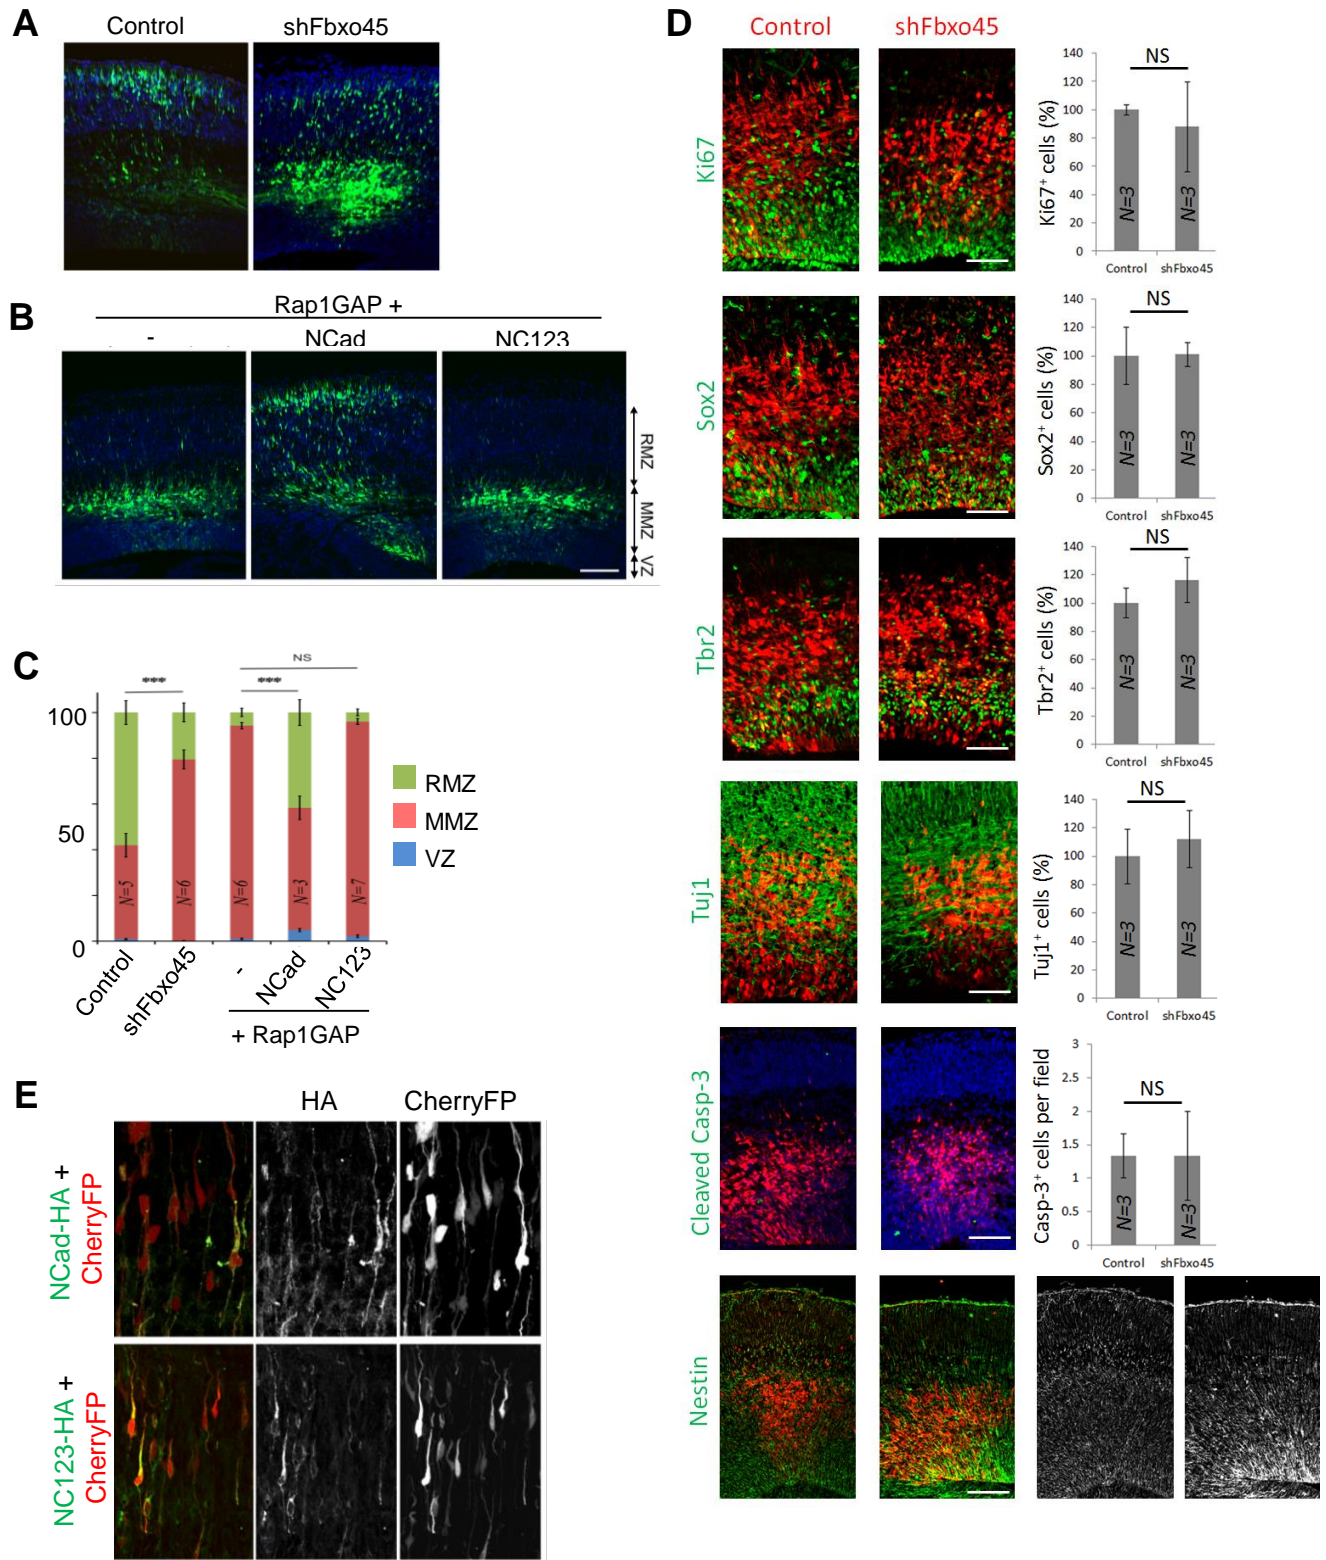 A
Control
shFbxo45
B
Rap1GAP +
-
NCad
NC123
RMZ
MMZ
VZ
C
NS
***
***
100
50
0
N=5
N=6
N=6
N=3
N=7
Control
shFbxo45
-
NCad
NC123
+ Rap1GAP
RMZ
MMZ
VZ
E
HA
CherryFP
NCad-HA +
CherryFP
NC123-HA +
CherryFP
D
Control
shFbxo45
Ki67
Ki67+ cells (%)
140
120
100
80
60
40
20
0
NS
N=3
N=3
Control
shFbxo45
Sox2
Sox2+ cells (%)
140
120
100
80
60
40
20
0
NS
N=3
N=3
Control
shFbxo45
Tbr2
Tbr2+ cells (%)
140
120
100
80
60
40
20
0
NS
N=3
N=3
Control
shFbxo45
Tuj1
Tuj1+ cells (%)
140
120
100
80
60
40
20
0
NS
N=3
N=3
Control
shFbxo45
Cleaved Casp-3
Casp-3+ cells per field
3
2.5
2
1.5
1
0.5
0
NS
N=3
N=3
Control
shFbxo45
Nestin